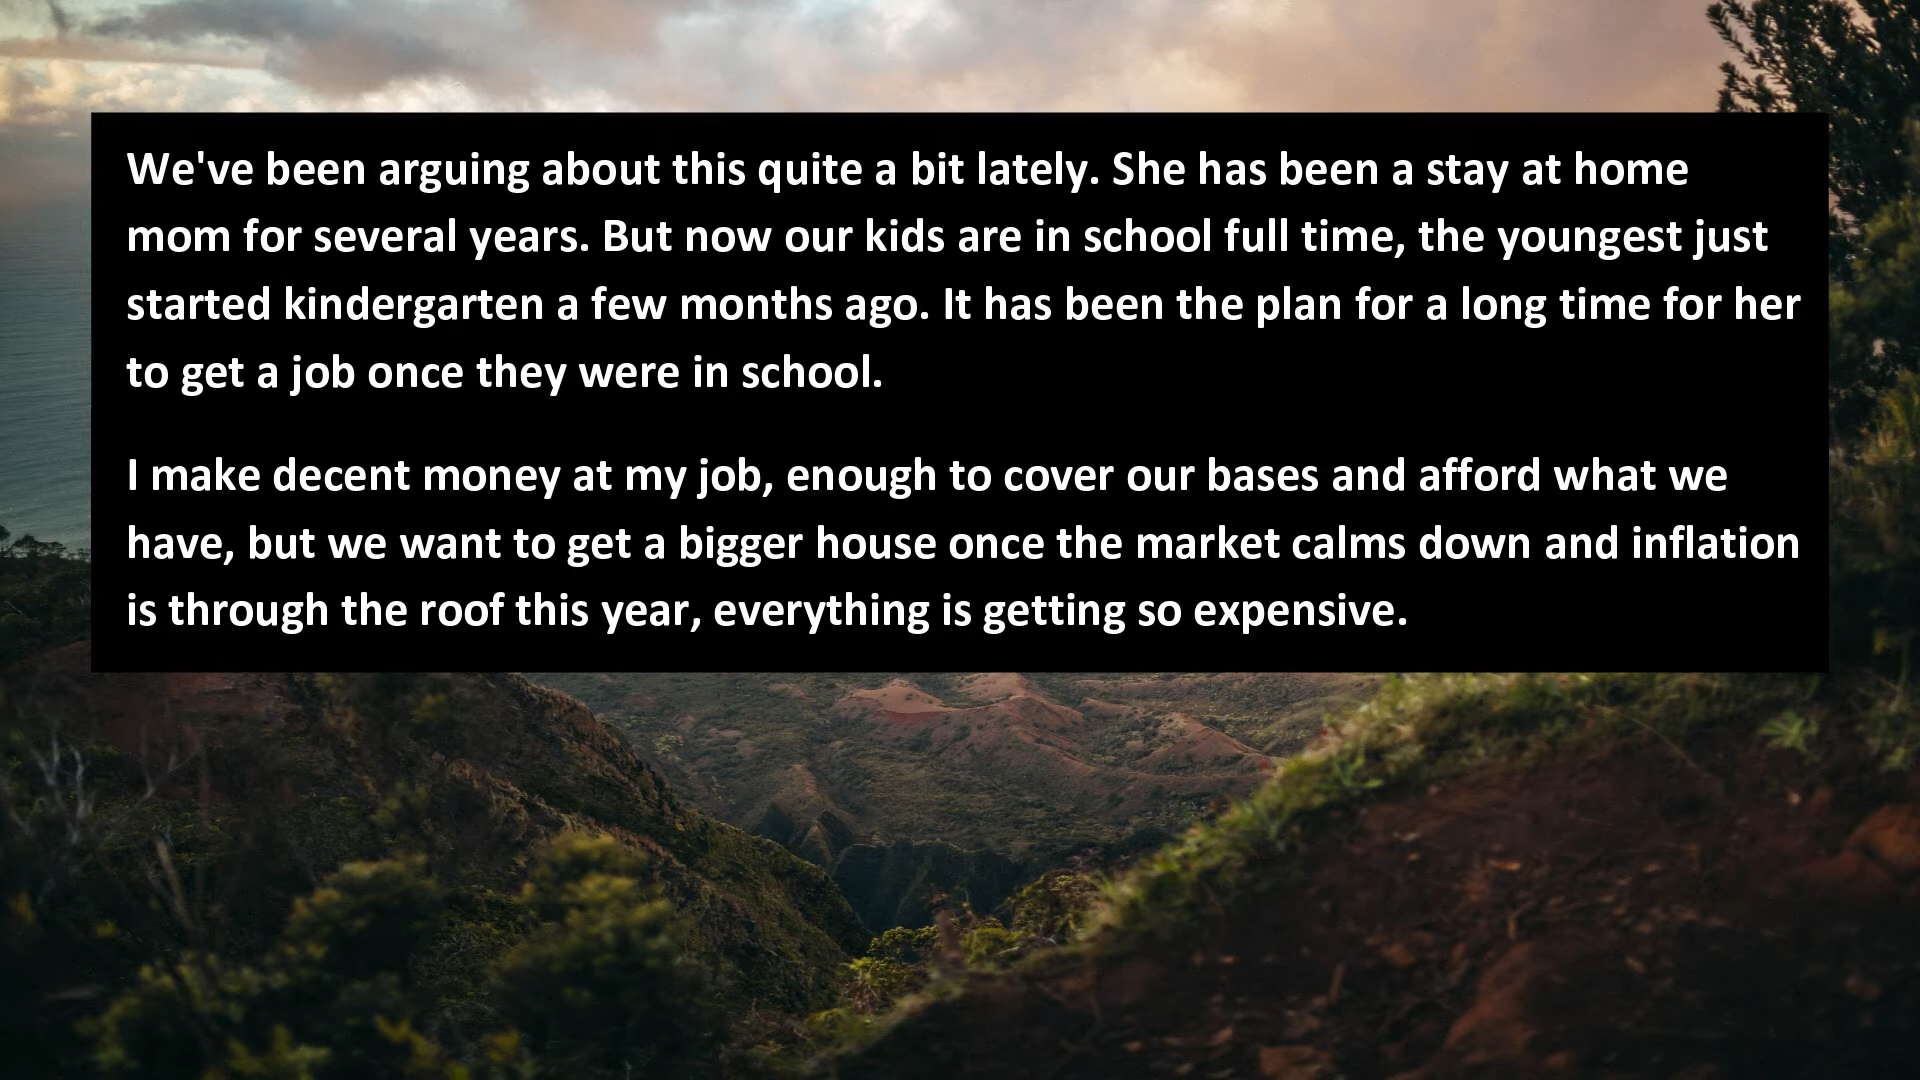 We've been arguing about this quite a bit lately. She has been a stay at home
mom for several years. But now our kids are in school full time, the youngest just
started kindergarten a few months ago. It has been the plan for a long time for her
to get a job once they were in school.
I make decent money at my job, enough to cover our bases and afford what we
have, but we want to get a bigger house once the market calms down and inflation
is through the roof this year, everything is getting so expensive.